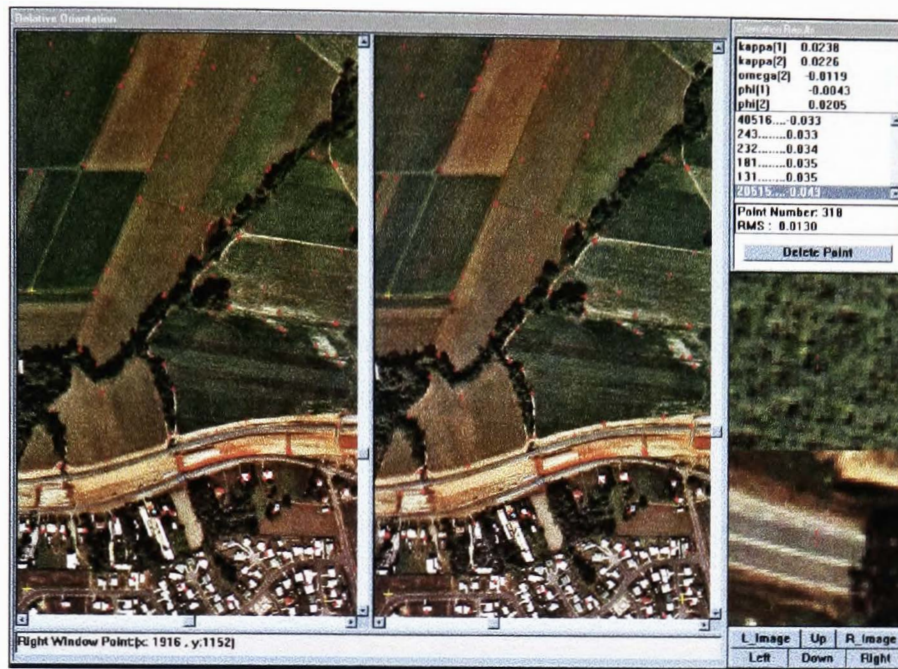 Relative Orientation
kappa[1] 0.0238
kappa[2] 0.0226
omega[2] -0.0119
phi[1] -0.0043
phi[2] 0.0205
40516....-0.033
243.......0.033
232.......0.034
181.......0.035
131.......0.035
20515....-0.043
Point Number: 318
RMS : 0.0130
Delete Point
Right Window Point:(x: 1916 , y:1152)
L_Image Up R_Image
Left Down Right